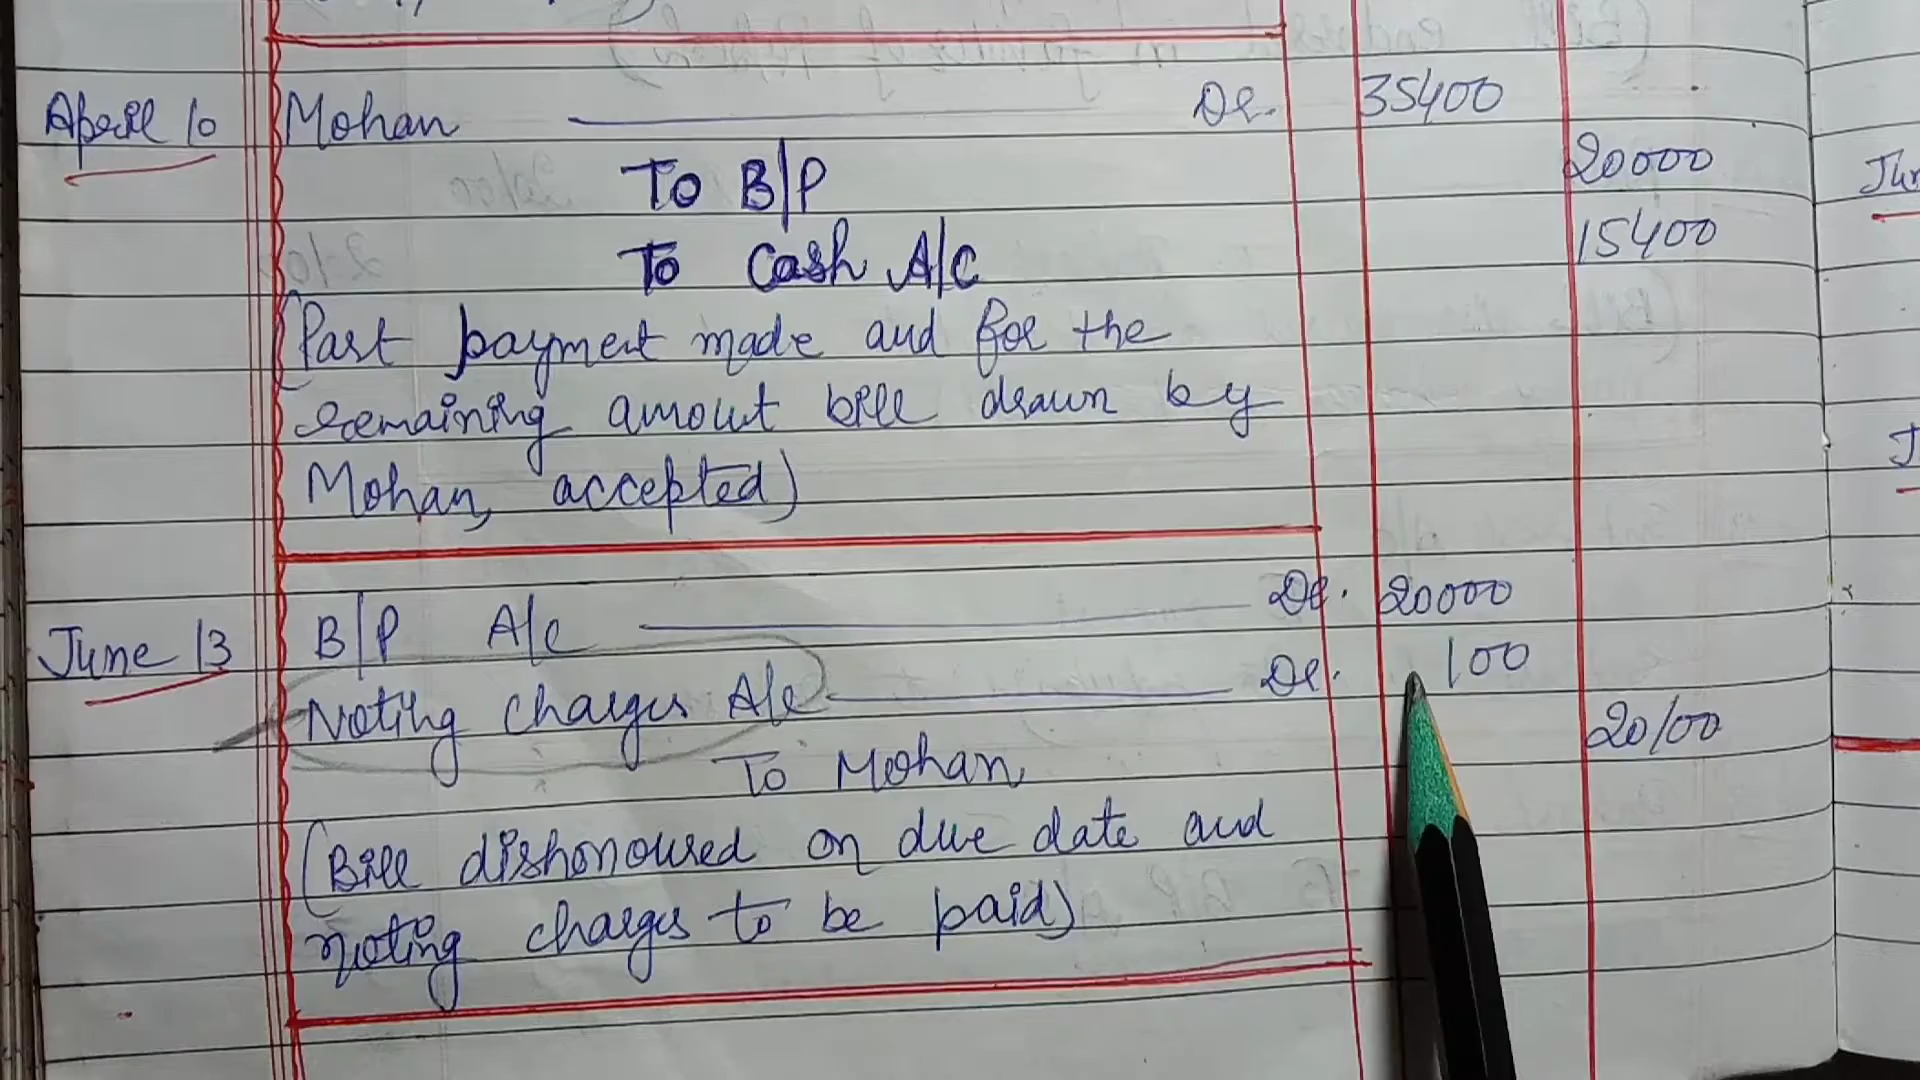 April 10 Mohan Dr. 35400
To B/P 20000
To Cash A/C 15400
(Part payment made and for the
remaining amout bill drawn by
Mohan, accepted)
June 13 B/P A/c Dr. 20000
Noting charges A/c Dr. 100
To Mohan, 20100
(Bill dishonoured on due date and
noting charges to be paid)